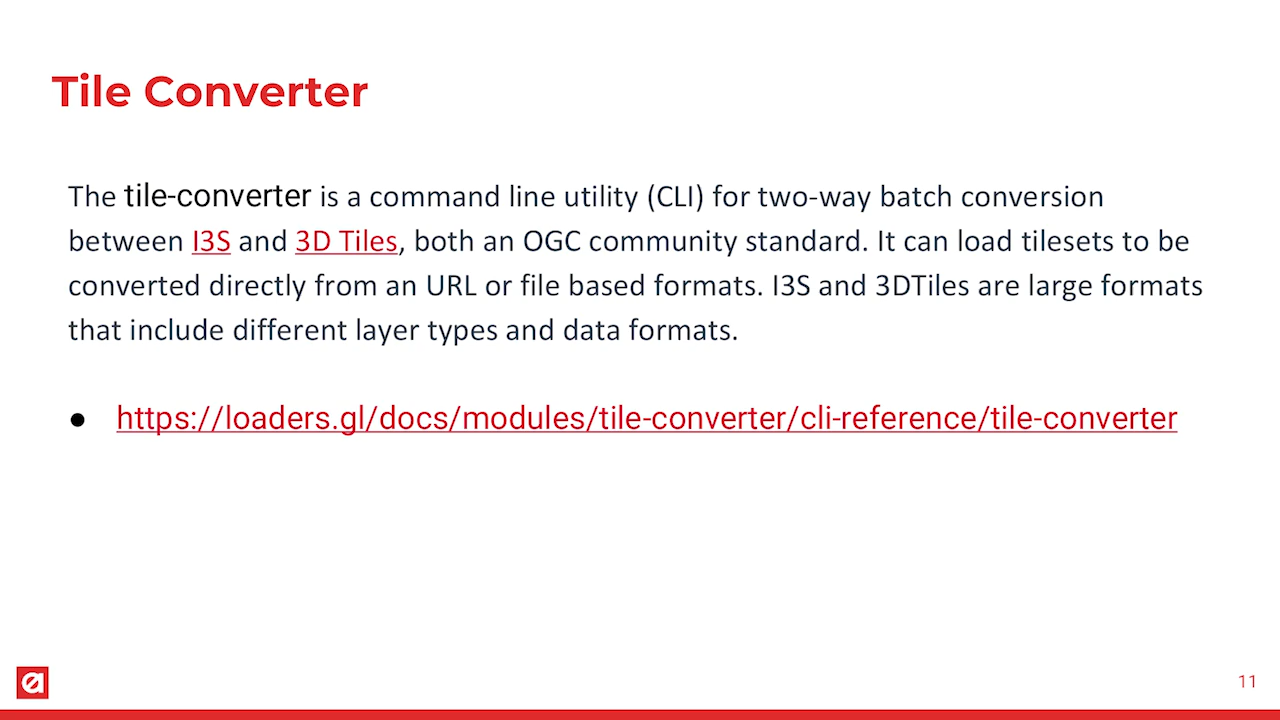 Tile Converter
The tile-converter is a command line utility (CLI) for two-way batch conversion
between I3S and 3D Tiles, both an OGC community standard. It can load tilesets to be
converted directly from an URL or file based formats. I3S and 3DTiles are large formats
that include different layer types and data formats.
● https://loaders.gl/docs/modules/tile-converter/cli-reference/tile-converter
11